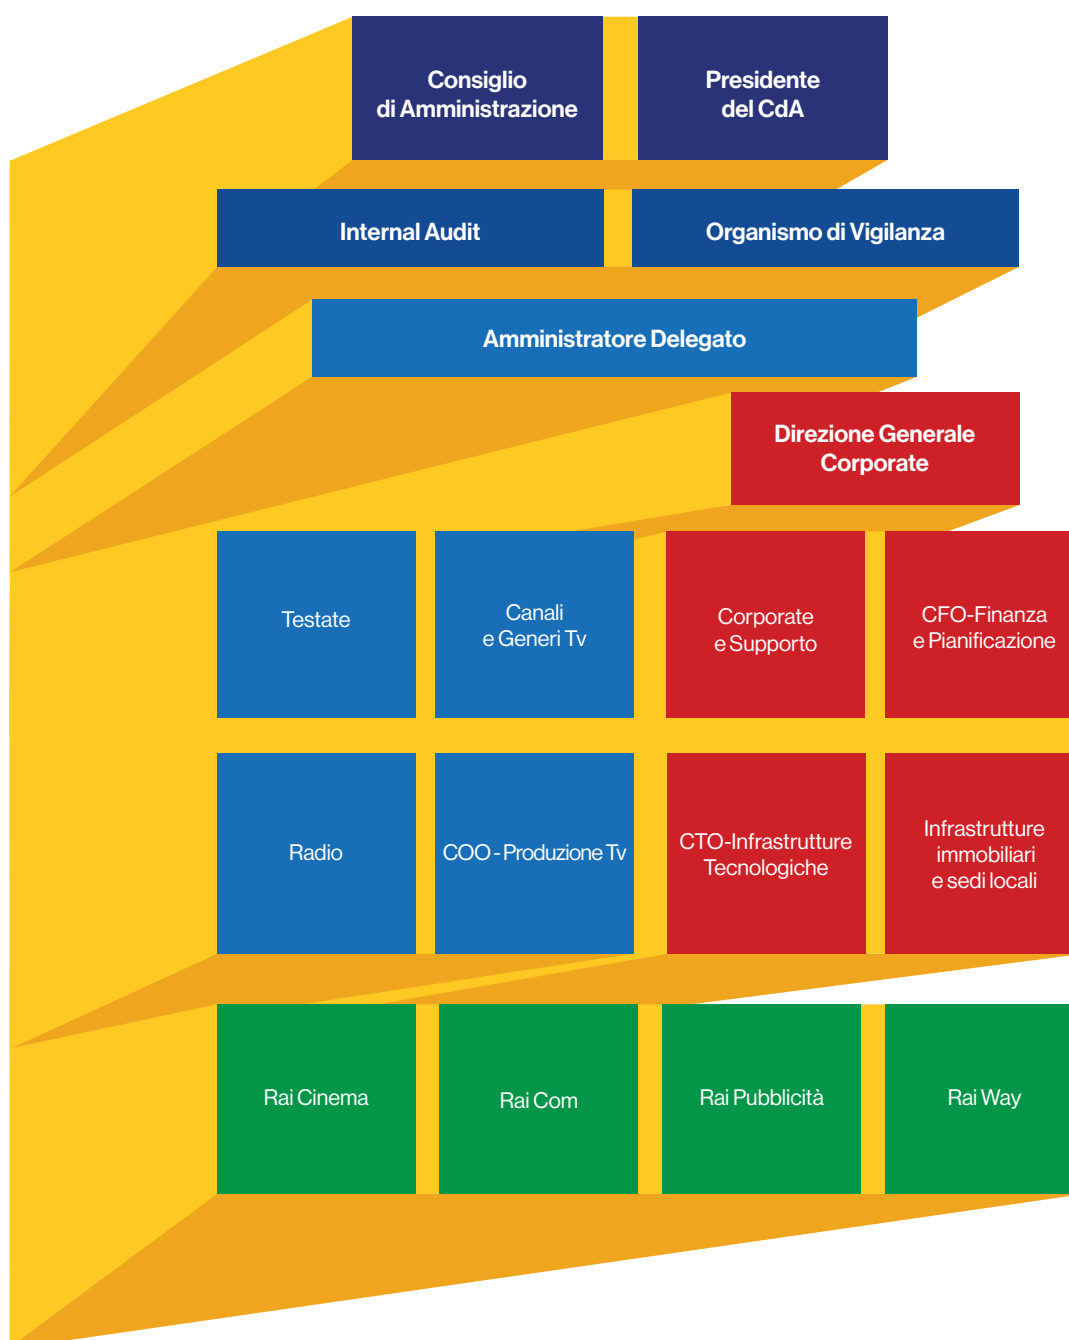 Consiglio
di Amministrazione
Presidente
del CdA
Internal Audit
Organismo di Vigilanza
Amministratore Delegato
Direzione Generale
Corporate
Testate
Canali
e Generi Tv
Corporate
e Supporto
CFO-Finanza
e Pianificazione
Radio
COO - Produzione Tv
CTO-Infrastrutture
Tecnologiche
Infrastrutture
immobiliari
e sedi locali
Rai Cinema
Rai Com
Rai Pubblicità
Rai Way